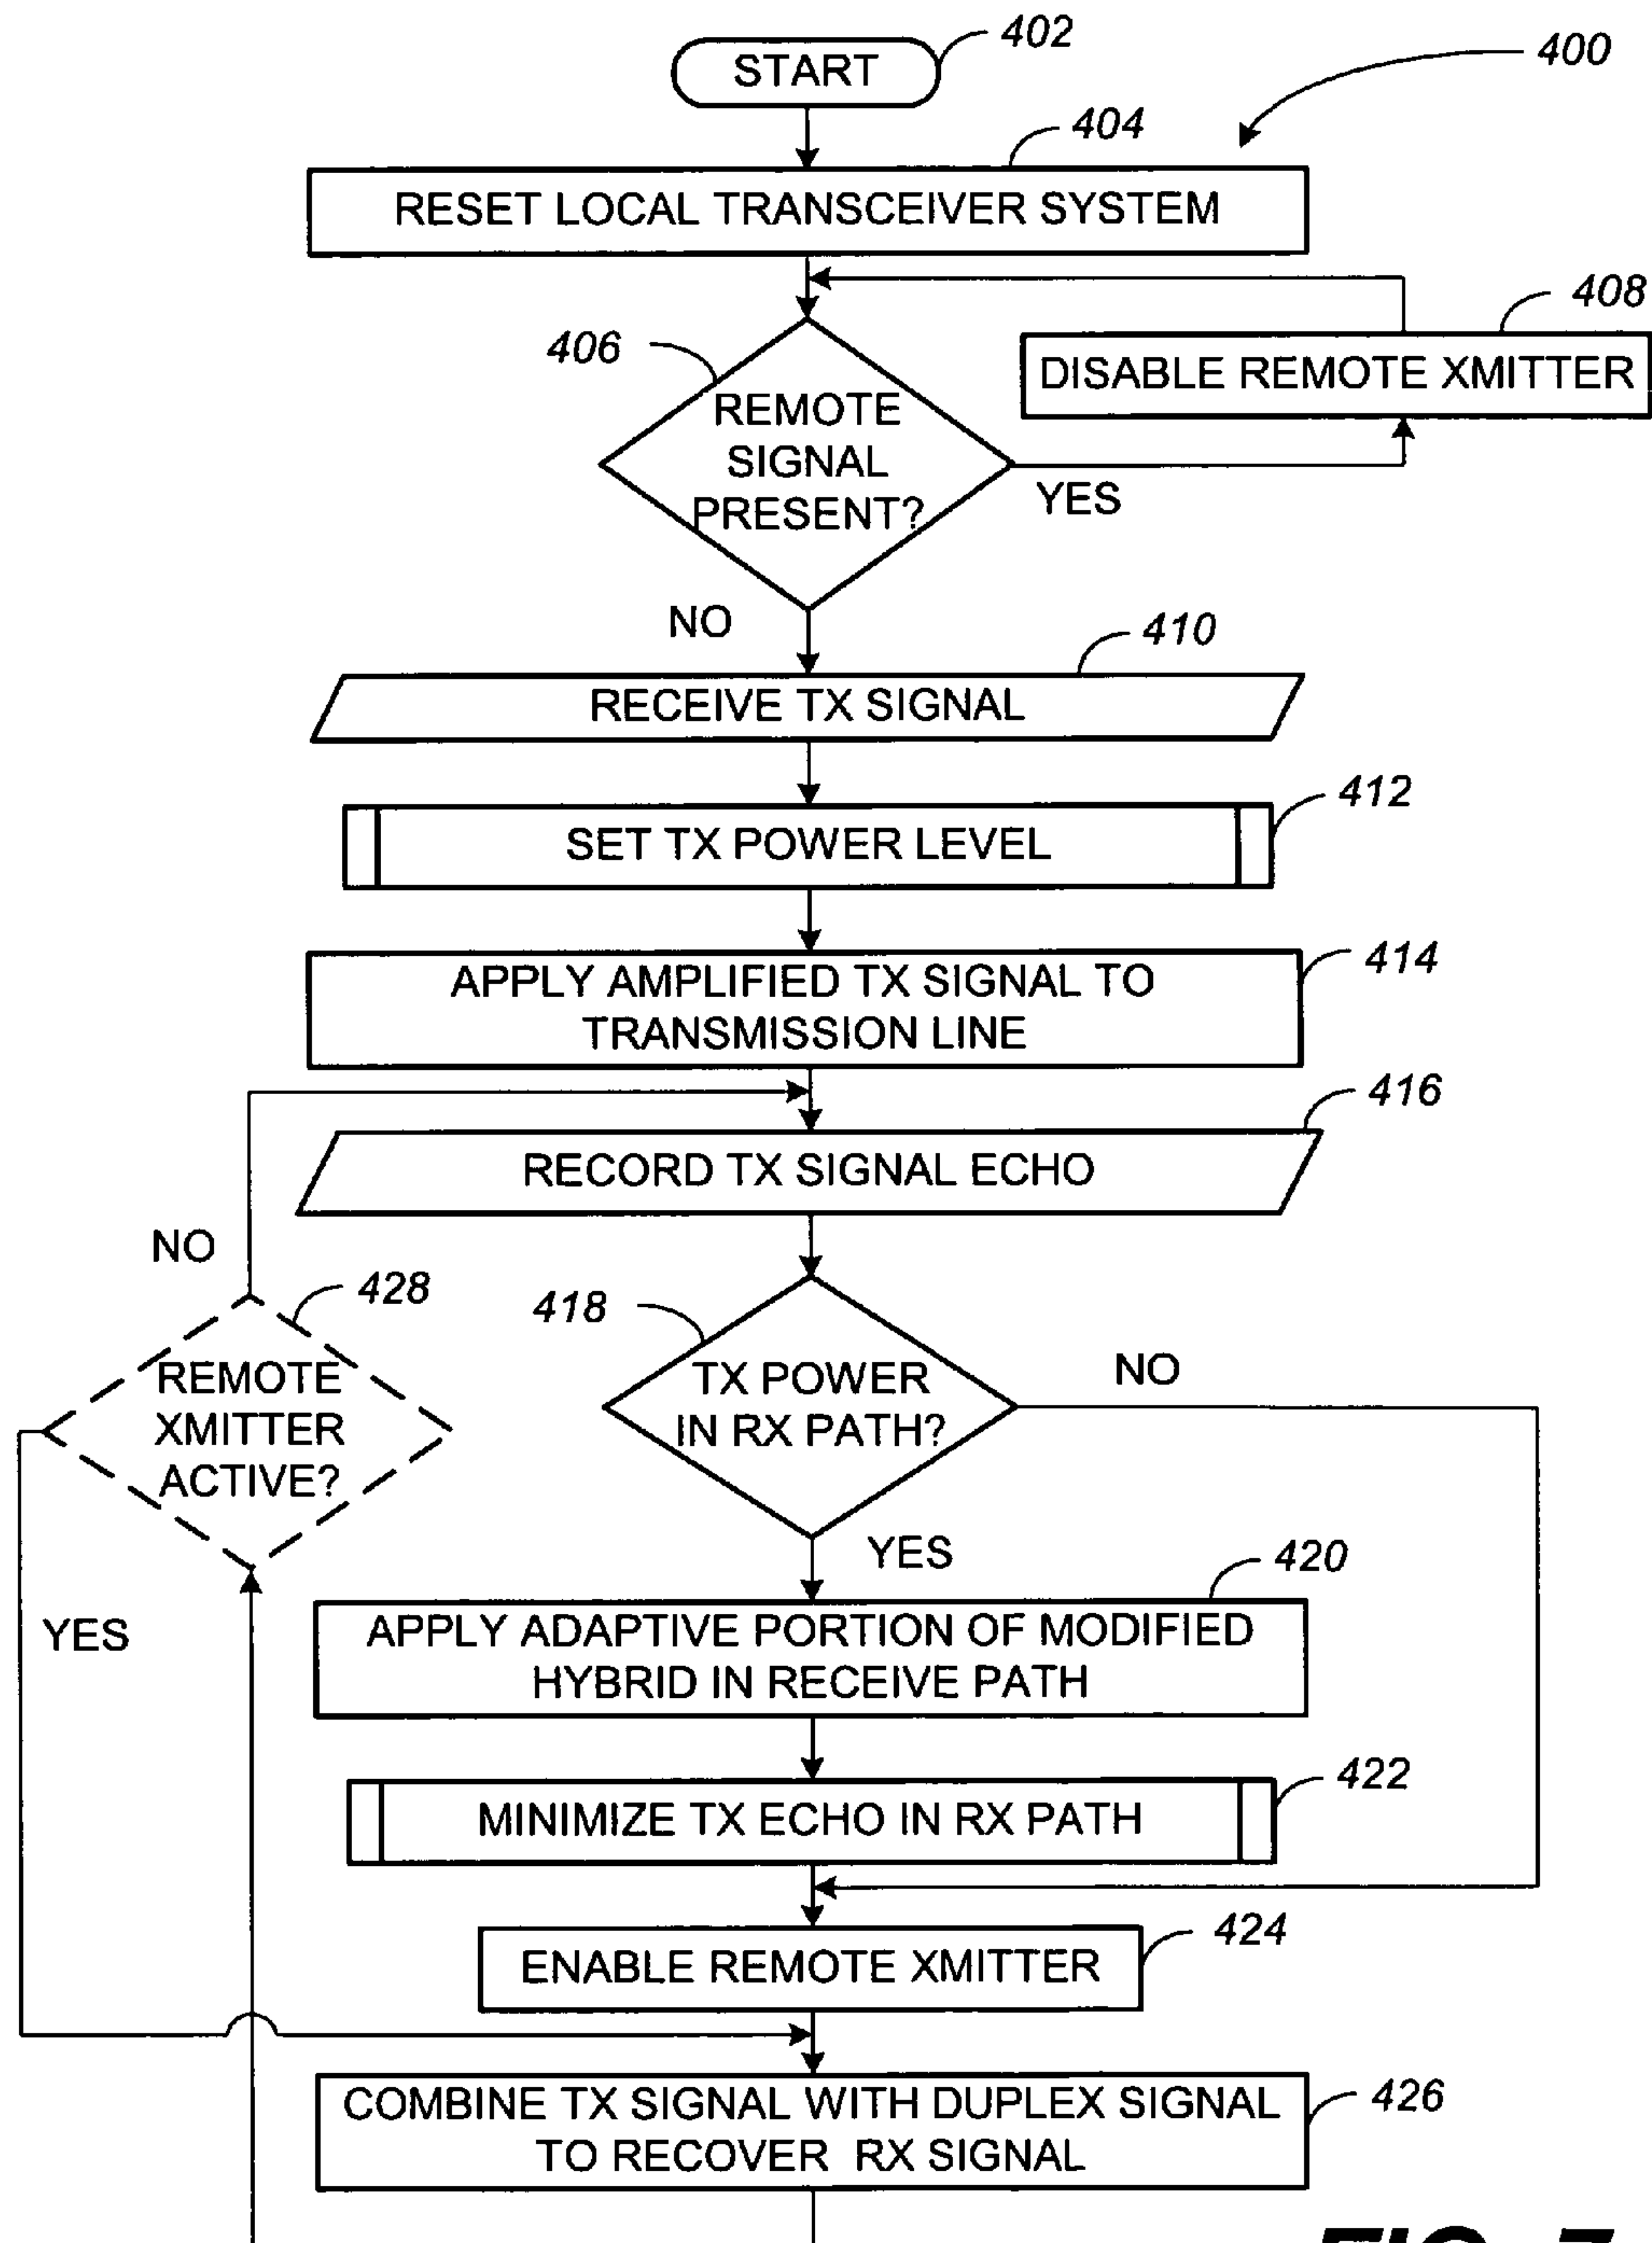 START
402
400
404
RESET LOCAL TRANSCEIVER SYSTEM
408
DISABLE REMOTE XMITTER
406
REMOTE
SIGNAL
PRESENT?
YES
NO
410
RECEIVE TX SIGNAL
412
SET TX POWER LEVEL
414
APPLY AMPLIFIED TX SIGNAL TO
TRANSMISSION LINE
416
RECORD TX SIGNAL ECHO
NO
428
REMOTE
XMITTER
ACTIVE?
YES
418
TX POWER
IN RX PATH?
NO
YES
420
APPLY ADAPTIVE PORTION OF MODIFIED
HYBRID IN RECEIVE PATH
422
MINIMIZE TX ECHO IN RX PATH
424
ENABLE REMOTE XMITTER
426
COMBINE TX SIGNAL WITH DUPLEX SIGNAL
TO RECOVER RX SIGNAL